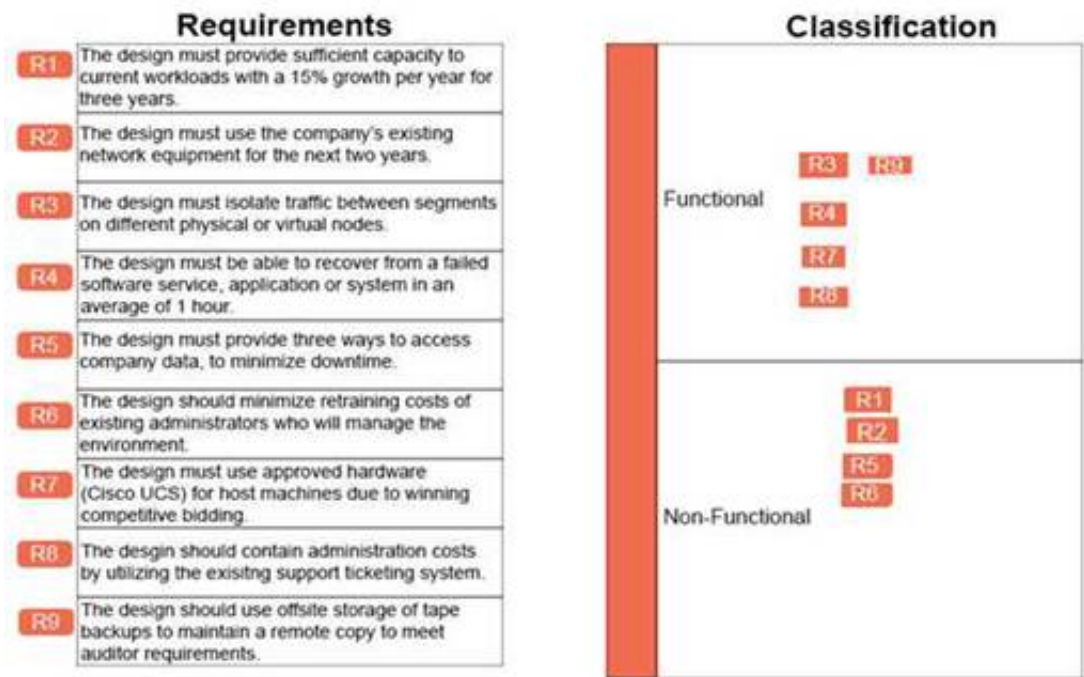 Requirements
R1
The design must provide sufficient capacity to
current workloads with a 15% growth per year for
three years.
R2
The design must use the company's existing
network equipment for the next two years.
R3
The design must isolate traffic between segments
on different physical or virtual nodes.
R4
The design must be able to recover from a failed
software service, application or system in an
average of 1 hour.
R5
The design must provide three ways to access
company data, to minimize downtime.
R6
The design should minimize retraining costs of
existing administrators who will manage the
environment.
R7
The design must use approved hardware
(Cisco UCS) for host machines due to winning
competitive bidding.
R8
The desgin should contain administration costs
by utilizing the exisitng support ticketing system.
R9
The design should use offsite storage of tape
backups to maintain a remote copy to meet
auditor requirements.
Classification
Functional
R3 R9
R4
R7
R8
Non-Functional
R1
R2
R5
R6